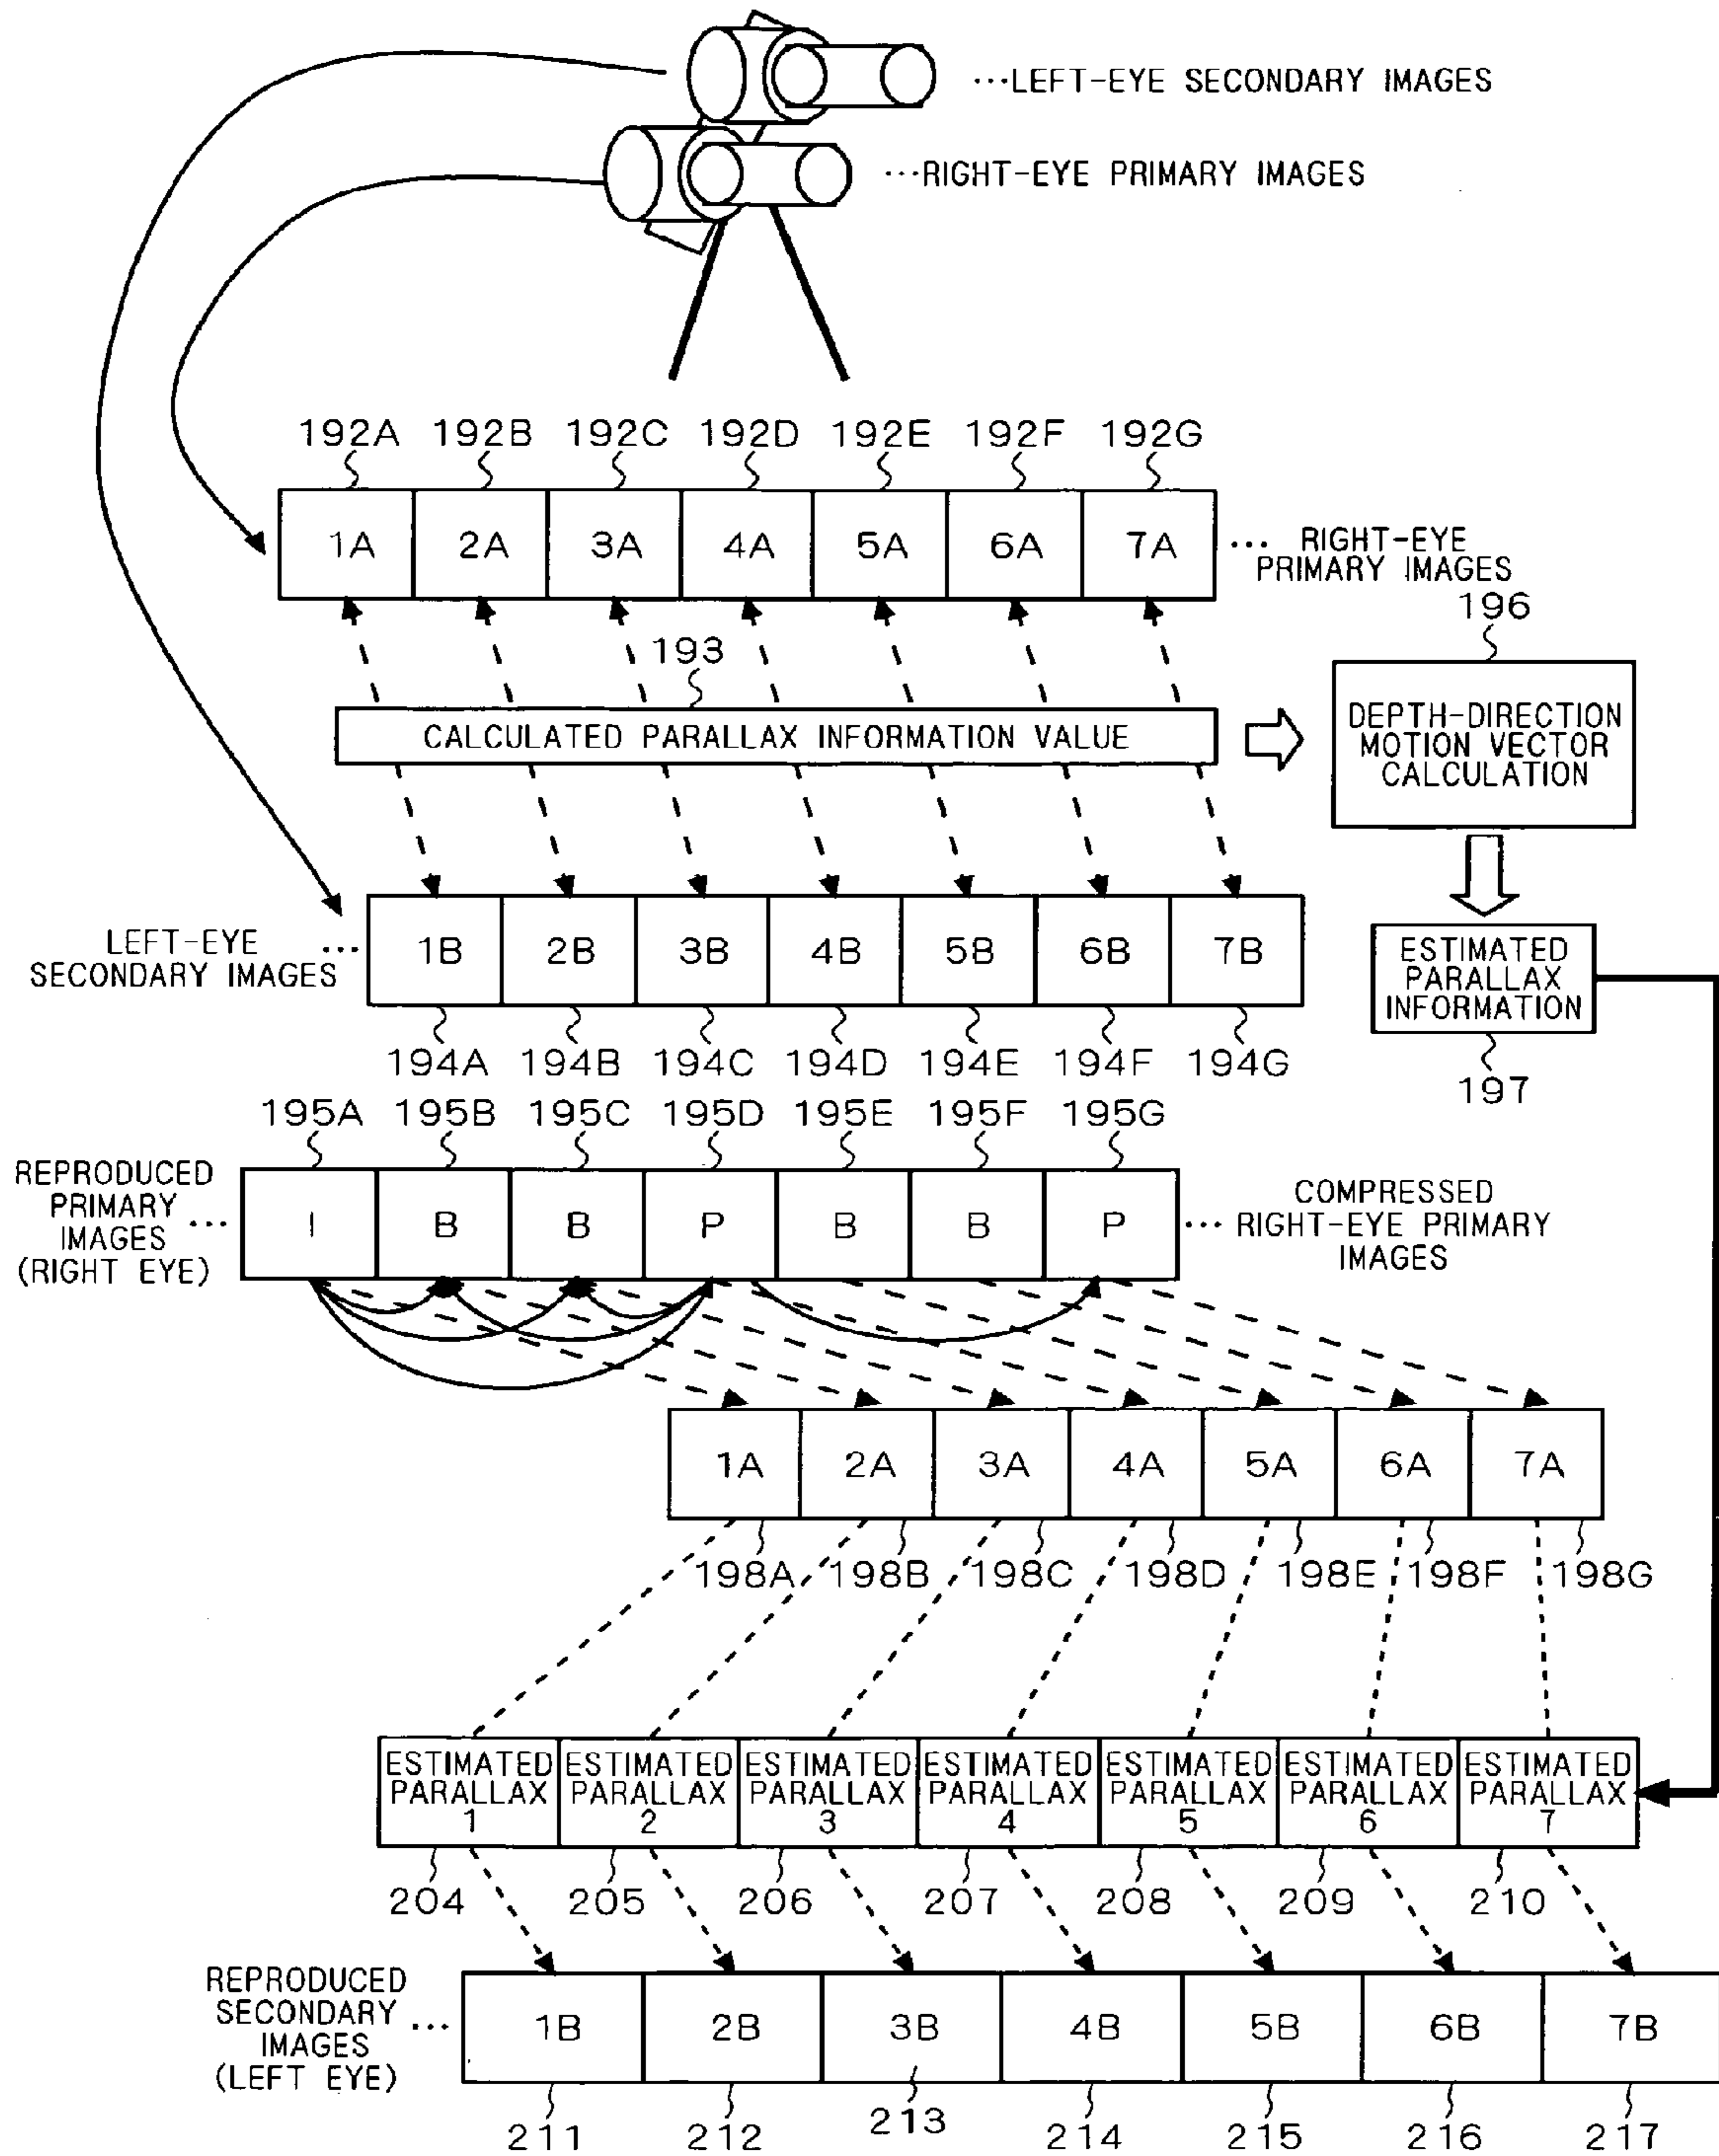 …LEFT-EYE SECONDARY IMAGES
…RIGHT-EYE PRIMARY IMAGES
192A 192B 192C 192D 192E 192F 192G
1A 2A 3A 4A 5A 6A 7A
… RIGHT-EYE
PRIMARY IMAGES
196
193
CALCULATED PARALLAX INFORMATION VALUE
DEPTH-DIRECTION
MOTION VECTOR
CALCULATION
LEFT-EYE …
SECONDARY IMAGES
1B 2B 3B 4B 5B 6B 7B
ESTIMATED
PARALLAX
INFORMATION
194A 194B 194C 194D 194E 194F 194G
197
195A 195B 195C 195D 195E 195F 195G
REPRODUCED
PRIMARY
IMAGES …
(RIGHT EYE)
I B B P B B P
COMPRESSED
… RIGHT-EYE PRIMARY
IMAGES
1A 2A 3A 4A 5A 6A 7A
198A 198B 198C 198D 198E 198F 198G
ESTIMATED
PARALLAX
1
ESTIMATED
PARALLAX
2
ESTIMATED
PARALLAX
3
ESTIMATED
PARALLAX
4
ESTIMATED
PARALLAX
5
ESTIMATED
PARALLAX
6
ESTIMATED
PARALLAX
7
204 205 206 207 208 209 210
REPRODUCED
SECONDARY …
IMAGES
(LEFT EYE)
1B 2B 3B 4B 5B 6B 7B
211 212 213 214 215 216 217